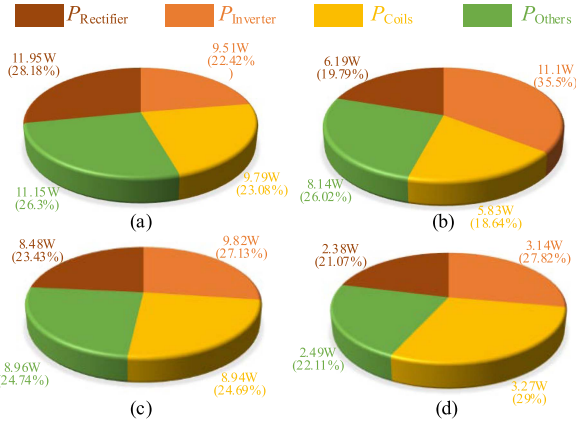 PRectifier PInverter PCoils POthers
11.95W
(28.18%)
9.51W
(22.42%
)
11.15W
(26.3%)
9.79W
(23.08%)
(a)
6.19W
(19.79%)
11.1W
(35.5%)
8.14W
(26.02%)
5.83W
(18.64%)
(b)
8.48W
(23.43%)
9.82W
(27.13%)
8.96W
(24.74%)
8.94W
(24.69%)
(c)
2.38W
(21.07%)
3.14W
(27.82%)
2.49W
(22.11%)
3.27W
(29%)
(d)